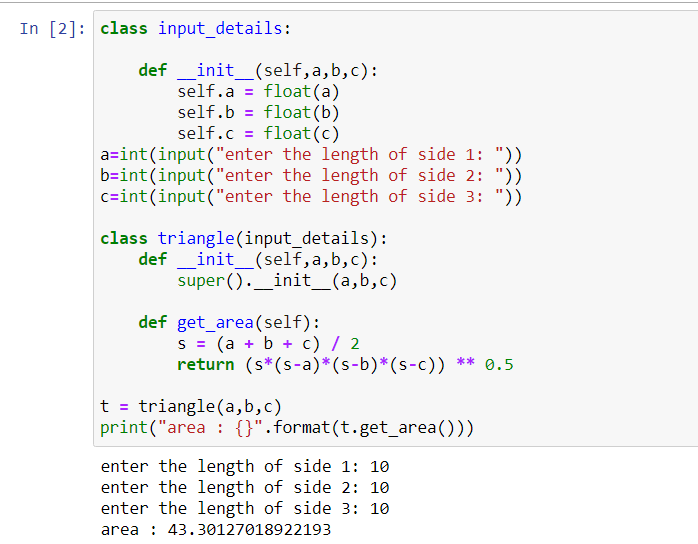 In [2]: class input_details:
    def __init__(self,a,b,c):
        self.a = float(a)
        self.b = float(b)
        self.c = float(c)
a=int(input("enter the length of side 1: "))
b=int(input("enter the length of side 2: "))
c=int(input("enter the length of side 3: "))
class triangle(input_details):
    def __init__(self,a,b,c):
        super().__init__(a,b,c)
    def get_area(self):
        s = (a + b + c) / 2
        return (s*(s-a)*(s-b)*(s-c)) ** 0.5
t = triangle(a,b,c)
print("area : {}".format(t.get_area()))
enter the length of side 1: 10
enter the length of side 2: 10
enter the length of side 3: 10
area : 43.30127018922193